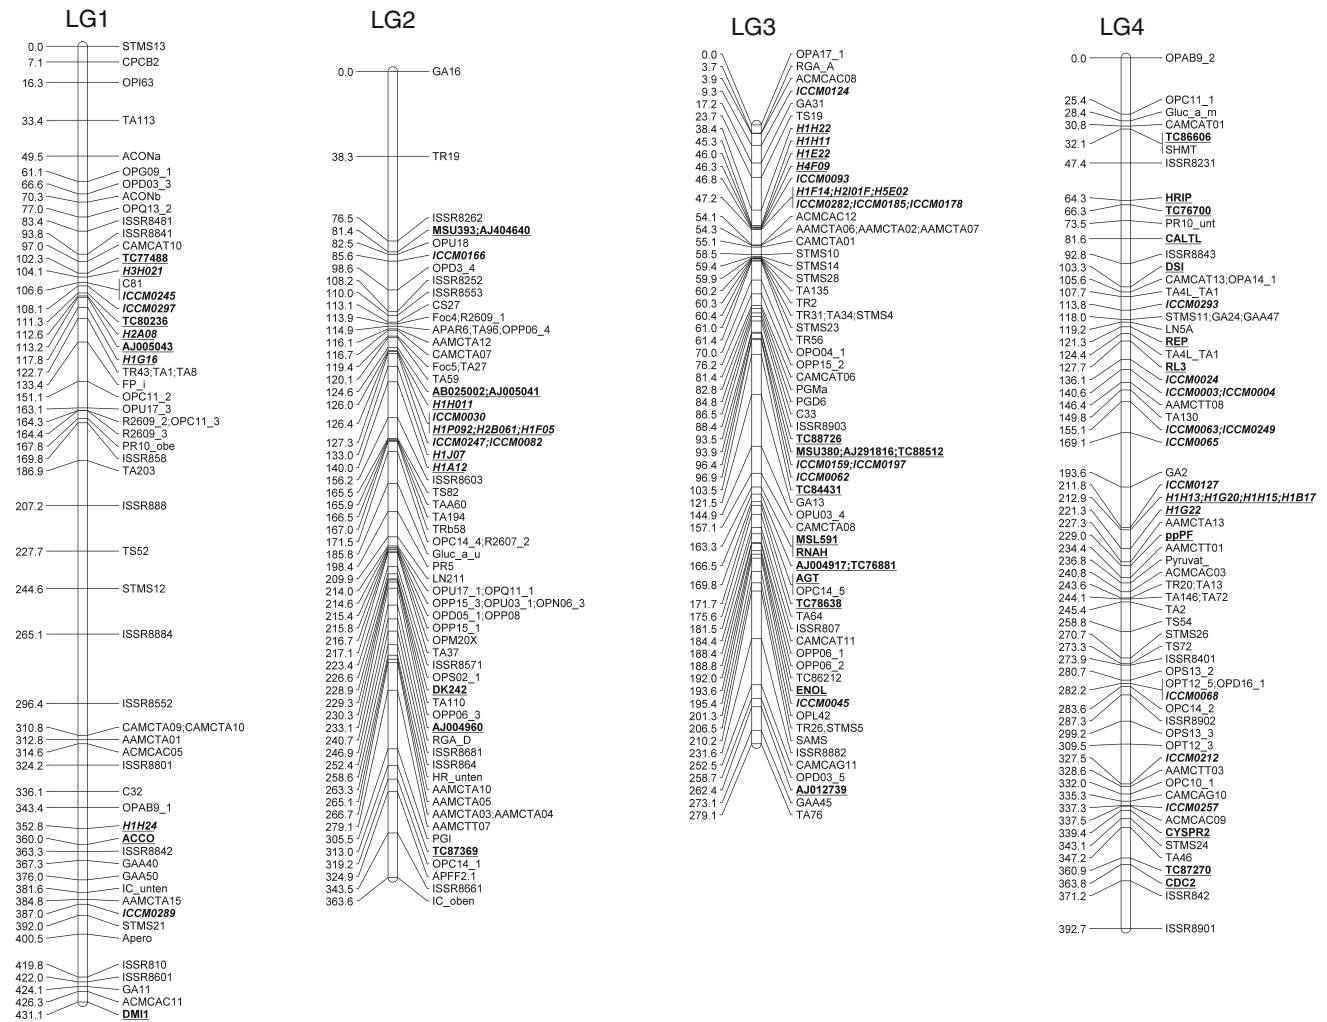 LG1
0.0 STMS13
7.1 CPCB2
16.3 OPI63
33.4 TA113
49.5 ACONa
61.1 OPG09_1
66.6 OPD03_3
70.3 ACONb
77.0 OPQ13_2
83.4 ISSR8481
93.8 ISSR8841
97.0 CAMCAT10
102.3 TC77488
104.1 H3H021
106.6 C81
ICCM0245
108.1 ICCM0297
111.3 TC80236
112.6 H2A08
113.2 AJ005043
117.8 H1G16
122.7 TR43;TA1;TA8
133.4 FP_i
151.1 OPC11_2
163.1 OPU17_3
164.3 R2609_2;OPC11_3
164.4 R2609_3
167.8 PR10_obe
169.8 ISSR858
186.9 TA203
207.2 ISSR888
227.7 TS52
244.6 STMS12
265.1 ISSR8884
296.4 ISSR8552
310.8 CAMCTA09;CAMCTA10
312.8 AAMCTA01
314.6 ACMCAC05
324.2 ISSR8801
336.1 C32
343.4 OPAB9_1
352.8 H1H24
360.0 ACCO
363.3 ISSR8842
367.3 GAA40
376.0 GAA50
381.6 IC_unten
384.8 AAMCTA15
387.0 ICCM0289
392.0 STMS21
400.5 Apero
419.8 ISSR810
422.0 ISSR8601
424.1 GA11
426.3 ACMCAC11
431.1 DMI1
LG2
0.0 GA16
38.3 TR19
76.5 ISSR8262
81.4 MSU393;AJ404640
82.5 OPU18
85.6 ICCM0166
98.6 OPD3_4
108.2 ISSR8252
110.0 ISSR8553
113.1 CS27
113.9 Foc4;R2609_1
114.9 APAR6;TA96;OPP06_4
116.1 AAMCTA12
116.7 CAMCTA07
119.4 Foc5;TA27
120.1 TA59
124.6 AB025002;AJ005041
126.0 H1H011
126.4 ICCM0030
H1P092;H2B061;H1F05
127.3 ICCM0247;ICCM0082
133.0 H1J07
140.0 H1A12
156.2 ISSR8603
165.5 TS82
165.9 TAA60
166.5 TA194
167.0 TRb58
171.5 OPC14_4;R2607_2
185.8 Gluc_a_u
198.4 PR5
209.9 LN211
214.0 OPU17_1;OPQ11_1
214.6 OPP15_3;OPU03_1;OPN06_3
215.4 OPD05_1;OPP08
215.8 OPP15_1
216.7 OPM20X
217.1 TA37
223.4 ISSR8571
226.6 OPS02_1
228.9 DK242
229.3 TA110
230.3 OPP06_3
233.1 AJ004960
240.7 RGA_D
246.9 ISSR8681
252.4 ISSR864
258.6 HR_unten
263.3 AAMCTA10
265.1 AAMCTA05
266.7 AAMCTA03;AAMCTA04
279.1 AAMCTT07
305.5 PGI
313.0 TC87369
319.2 OPC14_1
324.9 APFF2.1
343.5 ISSR8661
363.6 IC_oben
LG3
0.0 OPA17_1
3.7 RGA_A
3.9 ACMCAC08
9.3 ICCM0124
17.2 GA31
23.7 TS19
38.4 H1H22
45.3 H1H11
46.0 H1E22
46.3 H4F09
46.8 ICCM0093
47.2 H1F14;H2I01F;H5E02
ICCM0282;ICCM0185;ICCM0178
54.1 ACMCAC12
54.3 AAMCTA06;AAMCTA02;AAMCTA07
55.1 CAMCTA01
58.5 STMS10
59.4 STMS14
59.9 STMS28
60.2 TA135
60.3 TR2
60.4 TR31;TA34;STMS4
61.0 STMS23
61.4 TR56
70.0 OPO04_1
76.2 OPP15_2
81.4 CAMCAT06
82.8 PGMa
84.8 PGD6
86.5 C33
88.4 ISSR8903
93.5 TC88726
93.9 MSU380;AJ291816;TC88512
96.4 ICCM0159;ICCM0197
96.9 ICCM0062
103.5 TC84431
121.5 GA13
144.9 OPU03_4
157.1 CAMCTA08
163.3 MSL591
RNAH
166.5 AJ004917;TC76881
169.8 AGT
OPC14_5
171.7 TC78638
175.6 TA64
181.5 ISSR807
184.4 CAMCAT11
188.4 OPP06_1
188.8 OPP06_2
192.0 TC86212
193.6 ENOL
195.4 ICCM0045
201.3 OPL42
206.5 TR26;STMS5
210.2 SAMS
231.6 ISSR8882
252.5 CAMCAG11
258.7 OPD03_5
262.4 AJ012739
273.1 GAA45
279.1 TA76
LG4
0.0 OPAB9_2
25.4 OPC11_1
28.4 Gluc_a_m
30.8 CAMCAT01
32.1 TC86606
SHMT
47.4 ISSR8231
64.3 HRIP
66.3 TC76700
73.5 PR10_unt
81.6 CALTL
92.8 ISSR8843
103.3 DSI
105.6 CAMCAT13;OPA14_1
107.7 TA4L_TA1
113.8 ICCM0293
118.0 STMS11;GA24;GAA47
119.2 LN5A
121.3 REP
124.4 TA4L_TA1
127.7 RL3
136.1 ICCM0024
140.6 ICCM0003;ICCM0004
146.4 AAMCTT08
149.8 TA130
155.1 ICCM0063;ICCM0249
169.1 ICCM0065
193.6 GA2
211.8 ICCM0127
212.9 H1H13;H1G20;H1H15;H1B17
221.3 H1G22
227.3 AAMCTA13
229.0 ppPF
234.4 AAMCTT01
236.8 Pyruvat_
240.8 ACMCAC03
243.6 TR20;TA13
244.1 TA146;TA72
245.4 TA2
258.8 TS54
270.7 STMS26
273.3 TS72
273.9 ISSR8401
280.7 OPS13_2
282.2 OPT12_5;OPD16_1
ICCM0068
283.6 OPC14_2
287.3 ISSR8902
299.2 OPS13_3
309.5 OPT12_3
327.5 ICCM0212
328.6 AAMCTT03
332.0 OPC10_1
335.3 CAMCAG10
337.3 ICCM0257
337.5 ACMCAC09
339.4 CYSPR2
343.1 STMS24
347.2 TA46
360.9 TC87270
363.8 CDC2
371.2 ISSR842
392.7 ISSR8901